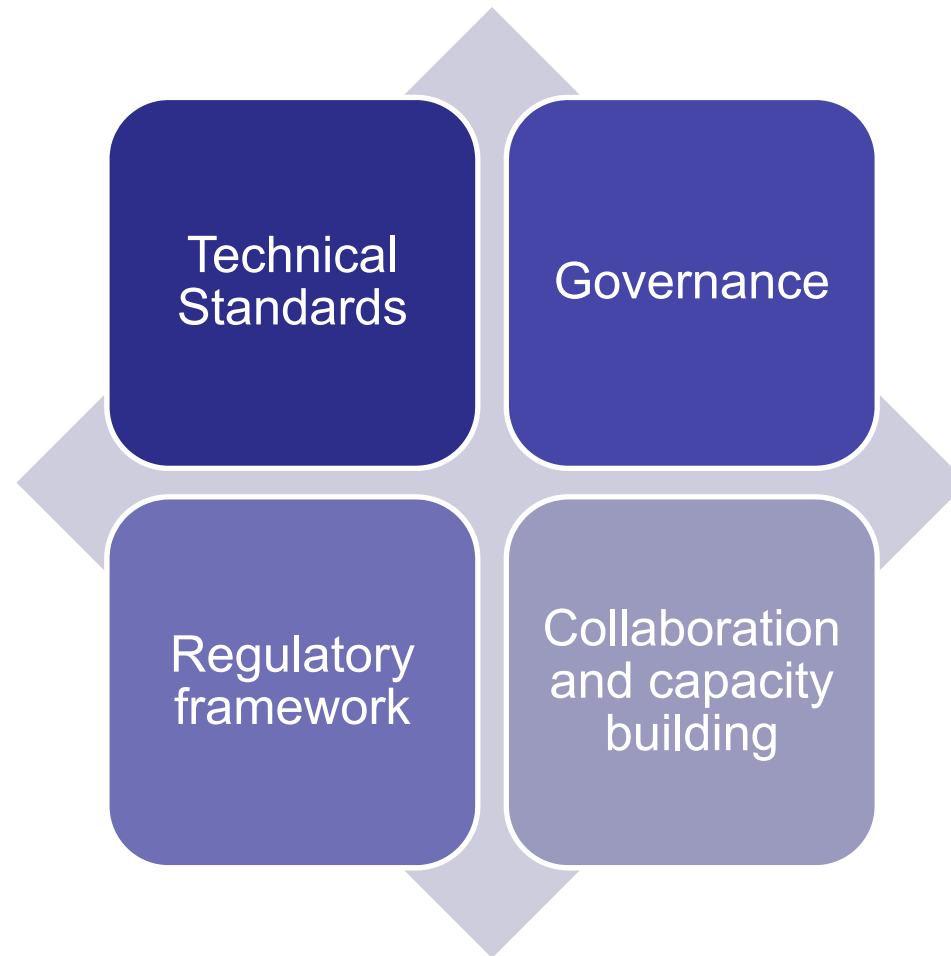 Technical
Standards
Governance
Regulatory
framework
Collaboration
and capacity
building